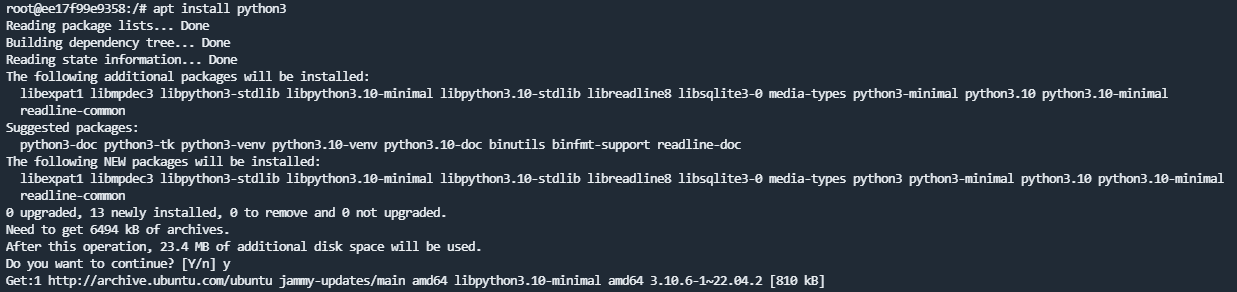 root@ee17f99e9358:/# apt install python3
Reading package lists... Done
Building dependency tree... Done
Reading state information... Done
The following additional packages will be installed:
  libexpat1 libmpdec3 libpython3-stdlib libpython3.10-minimal libpython3.10-stdlib libreadline8 libsqlite3-0 media-types python3-minimal python3.10 python3.10-minimal
  readline-common
Suggested packages:
  python3-doc python3-tk python3-venv python3.10-venv python3.10-doc binutils binfmt-support readline-doc
The following NEW packages will be installed:
  libexpat1 libmpdec3 libpython3-stdlib libpython3.10-minimal libpython3.10-stdlib libreadline8 libsqlite3-0 media-types python3 python3-minimal python3.10 python3.10-minimal
  readline-common
0 upgraded, 13 newly installed, 0 to remove and 0 not upgraded.
Need to get 6494 kB of archives.
After this operation, 23.4 MB of additional disk space will be used.
Do you want to continue? [Y/n] y
Get:1 http://archive.ubuntu.com/ubuntu jammy-updates/main amd64 libpython3.10-minimal amd64 3.10.6-1~22.04.2 [810 kB]